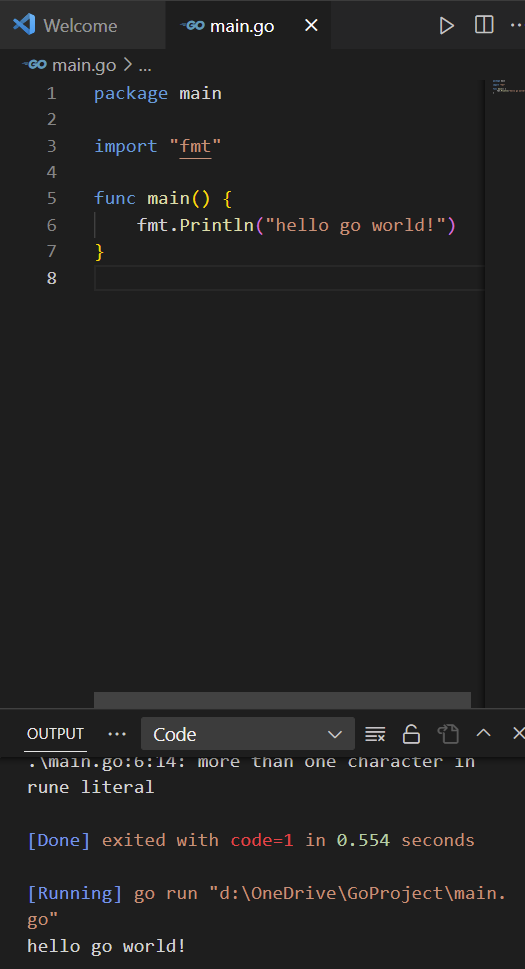 Welcome
GO main.go
GO main.go > ...
1 package main
2
3 import "fmt"
4
5 func main() {
6 fmt.Println("hello go world!")
7 }
8
OUTPUT ... Code
.\main.go:6:14: more than one character in
rune literal
[Done] exited with code=1 in 0.554 seconds
[Running] go run "d:\OneDrive\GoProject\main.
go"
hello go world!